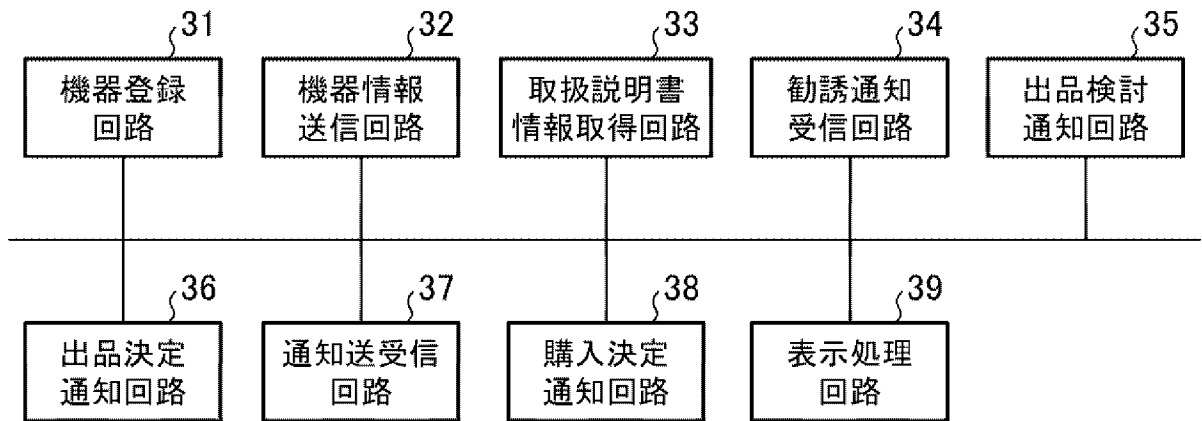 31
機器登録
回路
32
機器情報
送信回路
33
取扱説明書
情報取得回路
34
勧誘通知
受信回路
35
出品検討
通知回路
36
出品決定
通知回路
37
通知送受信
回路
38
購入決定
通知回路
39
表示処理
回路